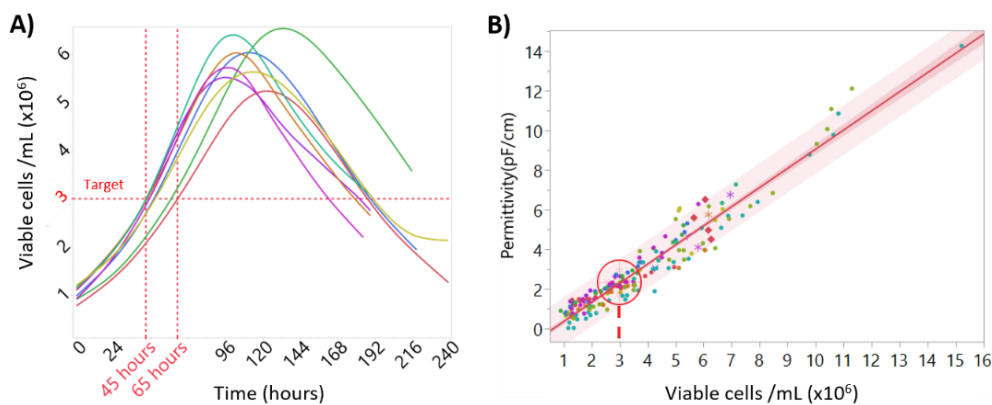 A)
Viable cells /mL (x10⁶)
6
5
4
3
2
1
Target
0 24 96 120 144 168 192 216 240
45 hours
65 hours
Time (hours)
B)
Permittivity(pF/cm)
14
12
10
8
6
4
2
0
1 2 3 4 5 6 7 8 9 10 11 12 13 14 15 16
Viable cells /mL (x10⁶)